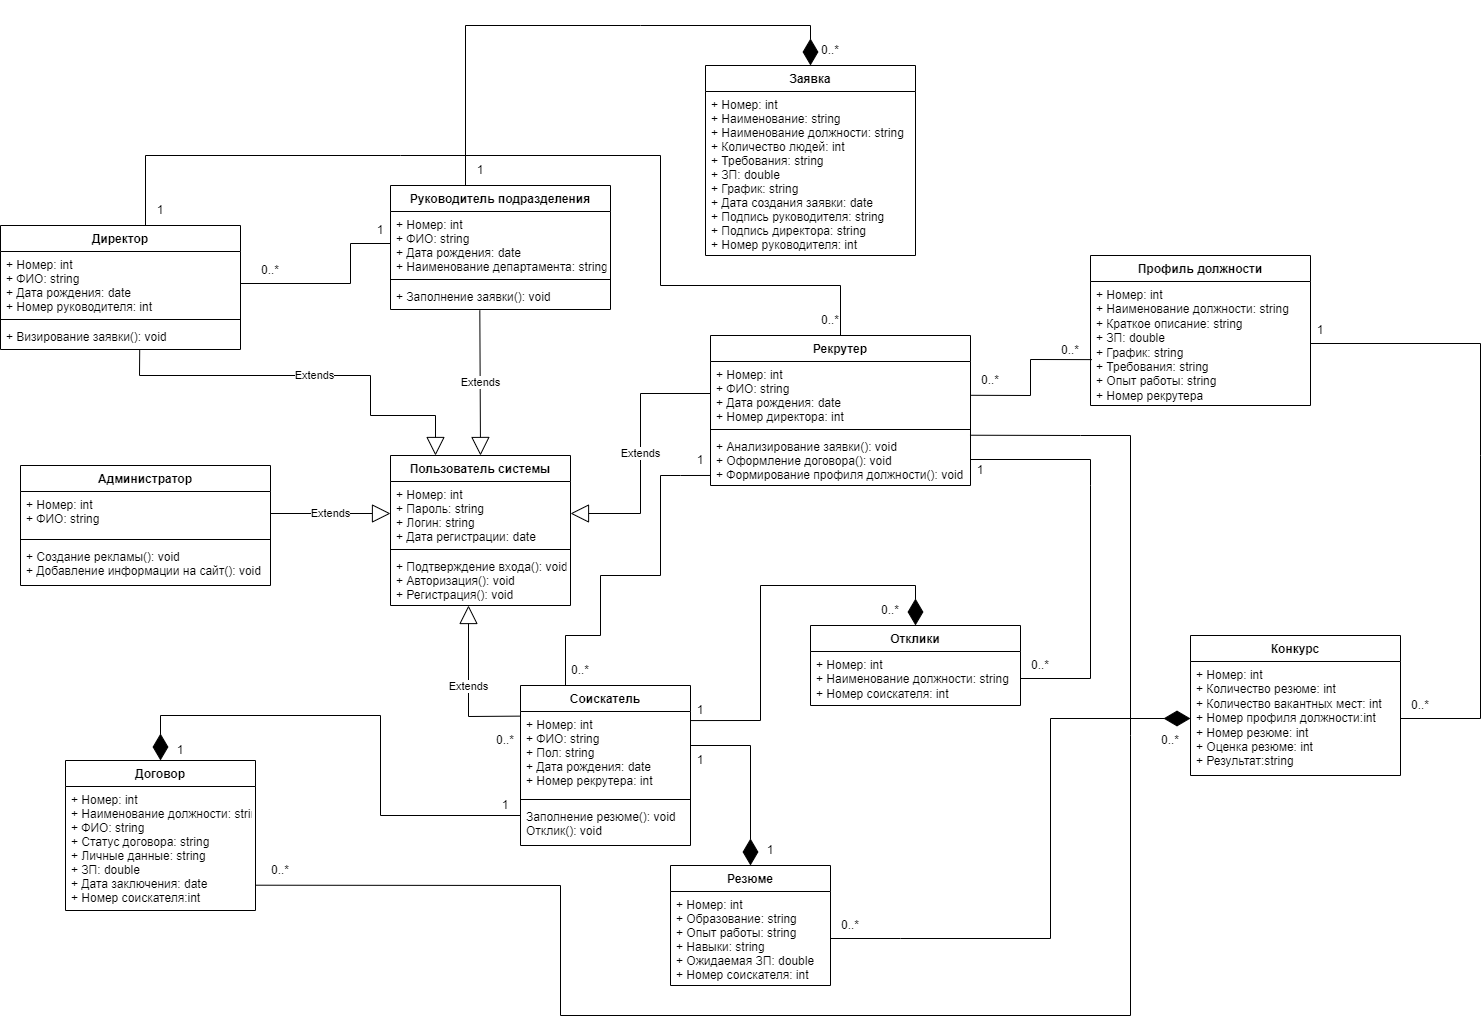 0..*
Заявка
+ Номер: int
+ Наименование: string
+ Наименование должности: string
+ Количество людей: int
+ Требования: string
+ ЗП: double
+ График: string
+ Дата создания заявки: date
+ Подпись руководителя: string
+ Подпись директора: string
+ Номер руководителя: int
1
Руководитель подразделения
+ Номер: int
+ ФИО: string
+ Дата рождения: date
+ Наименование департамента: string
+ Заполнение заявки(): void
1
1
0..*
Директор
+ Номер: int
+ ФИО: string
+ Дата рождения: date
+ Номер руководителя: int
+ Визирование заявки(): void
Extends
Extends
0..*
Рекрутер
+ Номер: int
+ ФИО: string
+ Дата рождения: date
+ Номер директора: int
+ Анализирование заявки(): void
+ Оформление договора(): void
+ Формирование профиля должности(): void
0..*
0..*
Профиль должности
+ Номер: int
+ Наименование должности: string
+ Краткое описание: string
+ ЗП: double
+ График: string
+ Требования: string
+ Опыт работы: string
+ Номер рекрутера
1
Extends
1
1
Администратор
+ Номер: int
+ ФИО: string
+ Создание рекламы(): void
+ Добавление информации на сайт(): void
Extends
Пользователь системы
+ Номер: int
+ Пароль: string
+ Логин: string
+ Дата регистрации: date
+ Подтверждение входа(): void
+ Авторизация(): void
+ Регистрация(): void
Extends
0..*
0..*
Отклики
+ Номер: int
+ Наименование должности: string
+ Номер соискателя: int
0..*
Конкурс
+ Номер: int
+ Количество резюме: int
+ Количество вакантных мест: int
+ Номер профиля должности:int
+ Номер резюме: int
+ Оценка резюме: int
+ Результат:string
0..*
0..*
Соискатель
+ Номер: int
+ ФИО: string
+ Пол: string
+ Дата рождения: date
+ Номер рекрутера: int
Заполнение резюме(): void
Отклик(): void
1
0..*
1
1
1
Договор
+ Номер: int
+ Наименование должности: stri
+ ФИО: string
+ Статус договора: string
+ Личные данные: string
+ ЗП: double
+ Дата заключения: date
+ Номер соискателя:int
0..*
1
Резюме
+ Номер: int
+ Образование: string
+ Опыт работы: string
+ Навыки: string
+ Ожидаемая ЗП: double
+ Номер соискателя: int
0..*